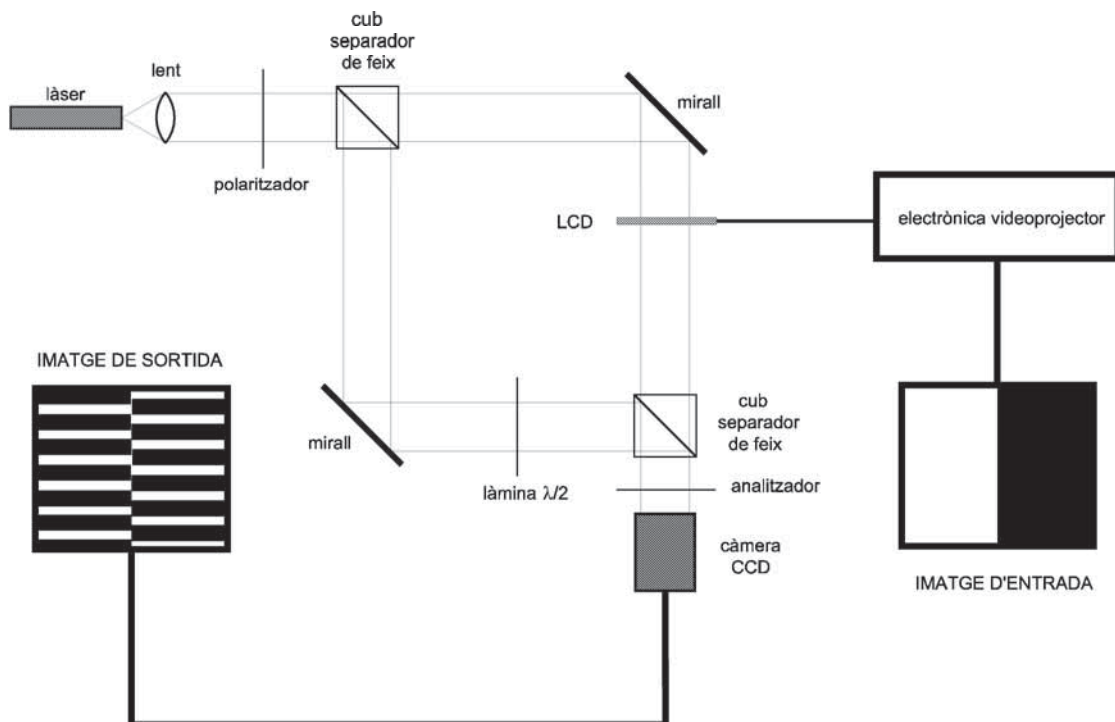 cub
separador
de feix
lent
làser
mirall
polaritzador
LCD
electrònica videoprojector
IMATGE DE SORTIDA
mirall
làmina λ/2
cub
separador
de feix
analitzador
càmera
CCD
IMATGE D'ENTRADA